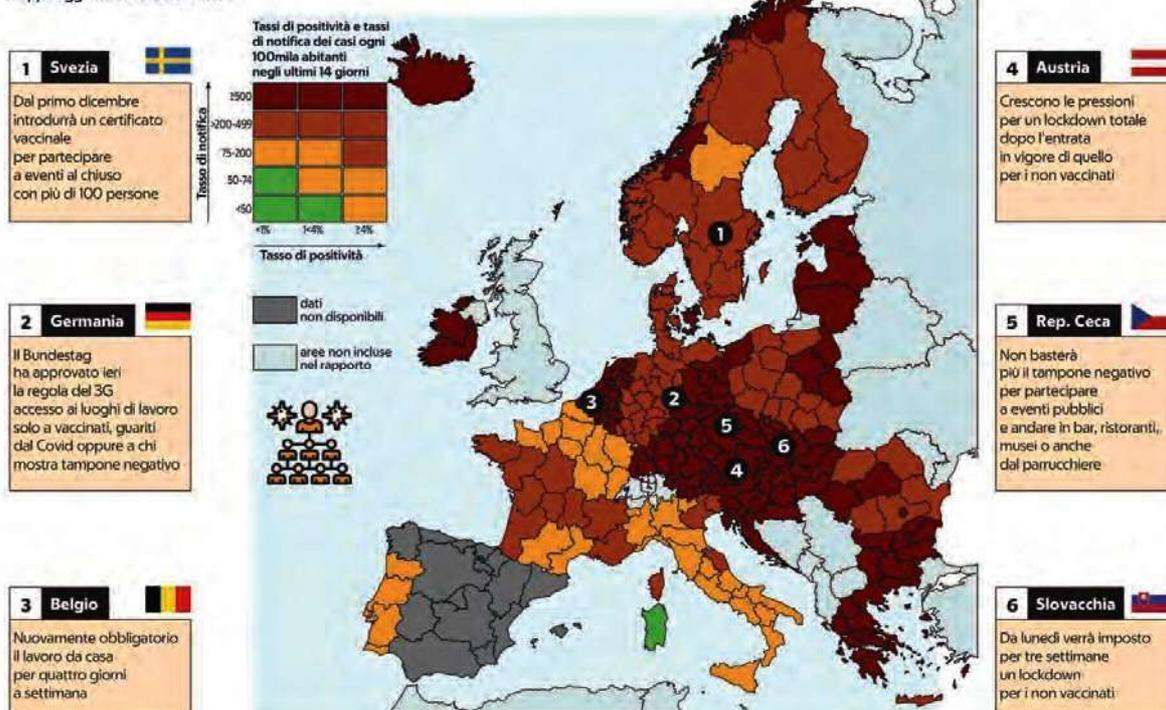 1 Svezia
Dal primo dicembre
introdurrà un certificato
vaccinale
per partecipare
a eventi al chiuso
con più di 100 persone
2 Germania
Il Bundestag
ha approvato ieri
la regola del 3G
accesso ai luoghi di lavoro
solo a vaccinati, guariti
dal Covid oppure a chi
mostra tampone negativo
3 Belgio
Nuovamente obbligatorio
il lavoro da casa
per quattro giorni
a settimana
Tassi di positività e tassi
di notifica dei casi ogni
100mila abitanti
negli ultimi 14 giorni
Tasso di notifica
≥500
>200-499
75-200
50-74
<50
<1% 1<4% ≥4%
Tasso di positività
dati
non disponibili
aree non incluse
nel rapporto
1
2
3
4
5
6
4 Austria
Crescono le pressioni
per un lockdown totale
dopo l'entrata
in vigore di quello
per i non vaccinati
5 Rep. Ceca
Non basterà
più il tampone negativo
per partecipare
a eventi pubblici
e andare in bar, ristoranti,
musei o anche
dal parrucchiere
6 Slovacchia
Da lunedì verrà imposto
per tre settimane
un lockdown
per i non vaccinati